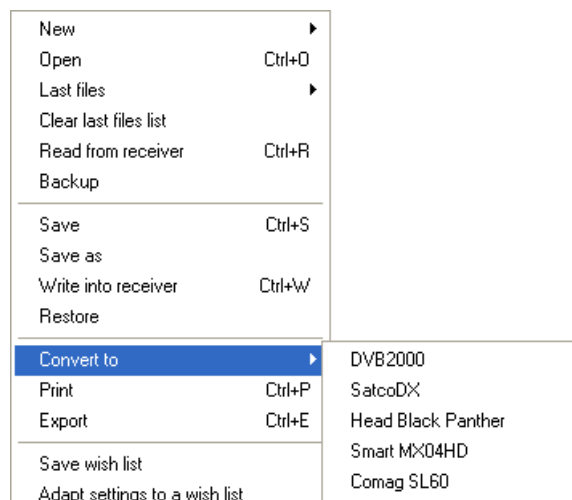 New
Open Ctrl+O
Last files
Clear last files list
Read from receiver Ctrl+R
Backup
Save Ctrl+S
Save as
Write into receiver Ctrl+W
Restore
Convert to DVB2000
Print Ctrl+P SatcoDX
Export Ctrl+E Head Black Panther
Smart MX04HD
Save wish list
Comag SL60
Adapt settings to a wish list